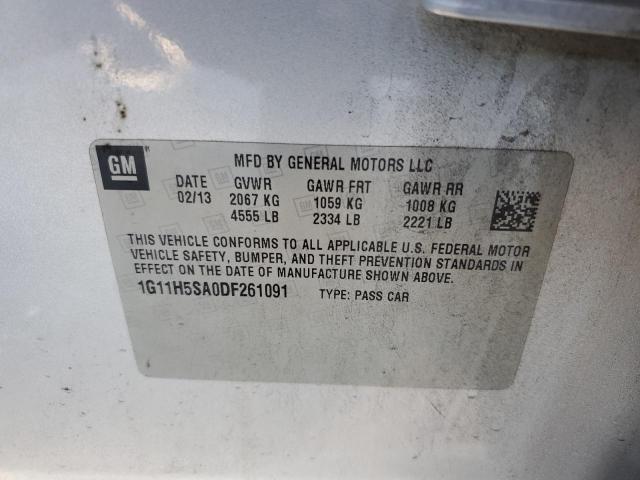 GM
MFD BY GENERAL MOTORS LLC
DATE GVWR GAWR FRT GAWR RR
02/13 2067 KG 1059 KG 1008 KG
4555 LB 2334 LB 2221 LB
THIS VEHICLE CONFORMS TO ALL APPLICABLE U.S. FEDERAL MOTOR
VEHICLE SAFETY, BUMPER, AND THEFT PREVENTION STANDARDS IN
EFFECT ON THE DATE OF MANUFACTURE SHOWN ABOVE.
1G11H5SA0DF261091 TYPE: PASS CAR